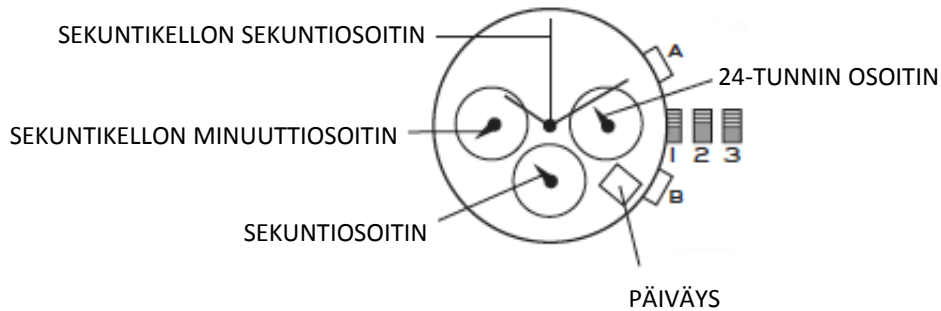 SEKUNTIKELLON SEKUNTIOSOITIN
A
24-TUNNIN OSOITIN
SEKUNTIKELLON MINUUTTIOSOITIN
1 2 3
B
SEKUNTIOSOITIN
PÄIVÄYS